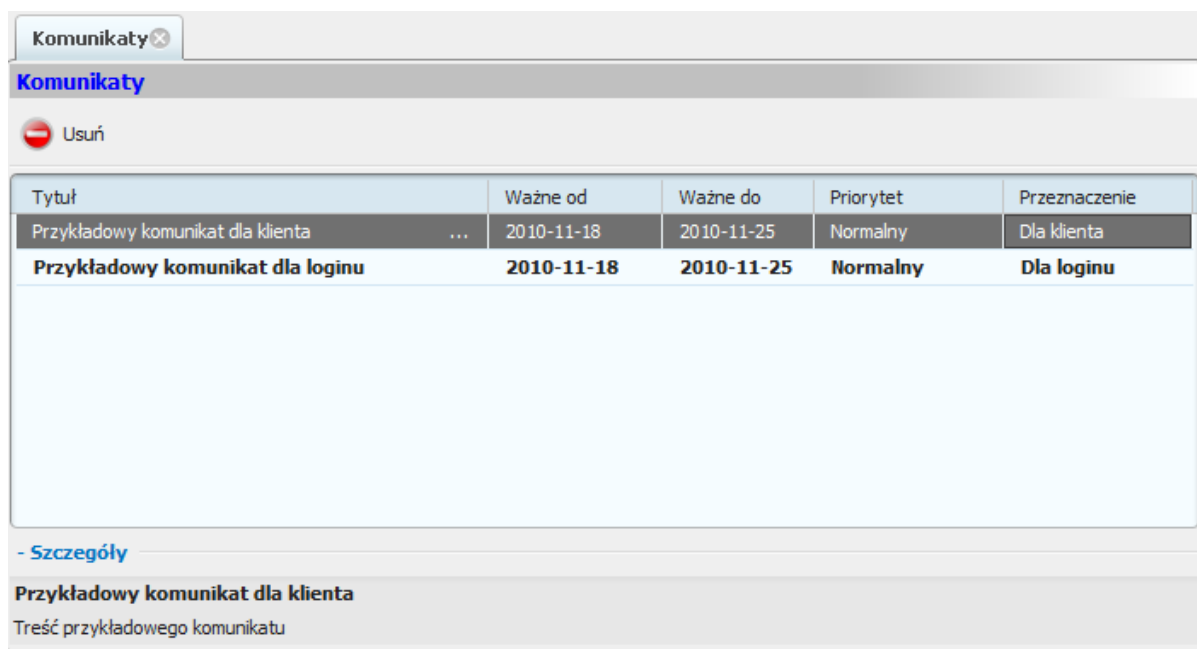 Komunikaty
Komunikaty
Usuń
Tytuł Ważne od Ważne do Priorytet Przeznaczenie
Przykładowy komunikat dla klienta ... 2010-11-18 2010-11-25 Normalny Dla klienta
Przykładowy komunikat dla loginu 2010-11-18 2010-11-25 Normalny Dla loginu
- Szczegóły
Przykładowy komunikat dla klienta
Treść przykładowego komunikatu